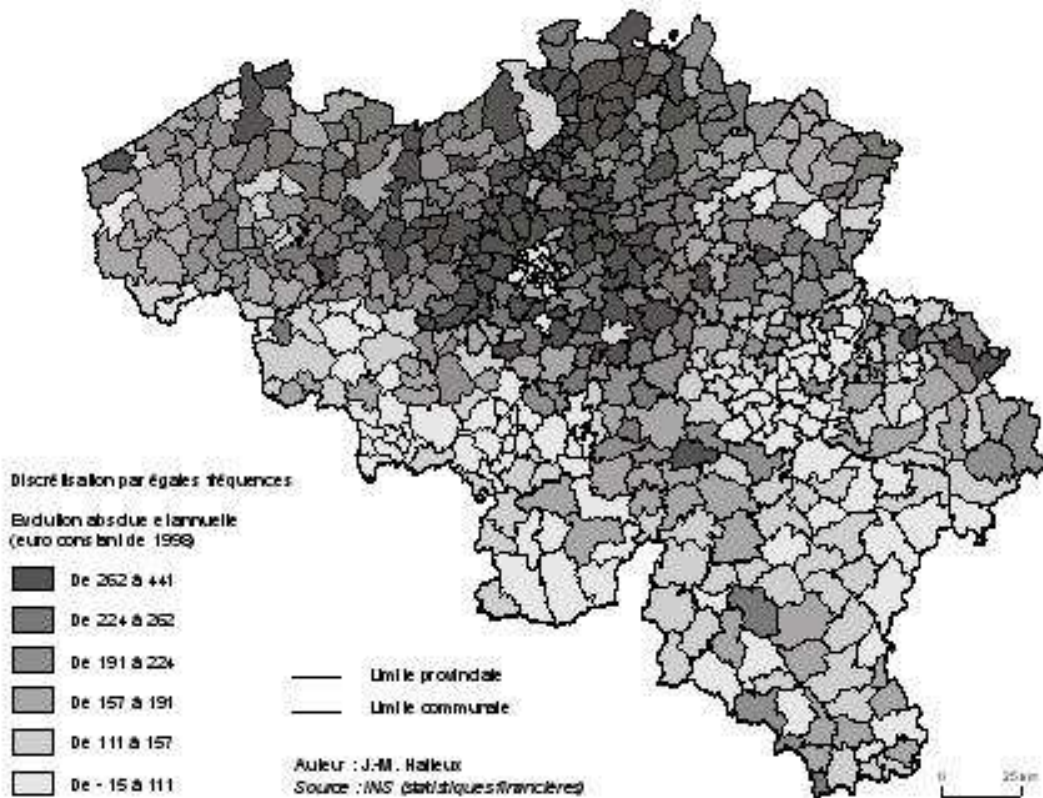 Discrétisation par égales fréquences
Evolution absolue et annuelle
(euro constant de 1998)
De 262 à 441
De 224 à 262
De 191 à 224
De 157 à 191
De 111 à 157
De - 15 à 111
Limite provinciale
Limite communale
Auteur : J.-M. Halleux
Source : INS (statistiques financières)
0 25 km